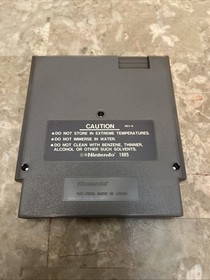 CAUTION
● DO NOT STORE IN EXTREME TEMPERATURES.
● DO NOT IMMERSE IN WATER.
● DO NOT CLEAN WITH BENZENE, THINNER,
ALCOHOL OR OTHER SUCH SOLVENTS.
©®Nintendo 1985
Nintendo